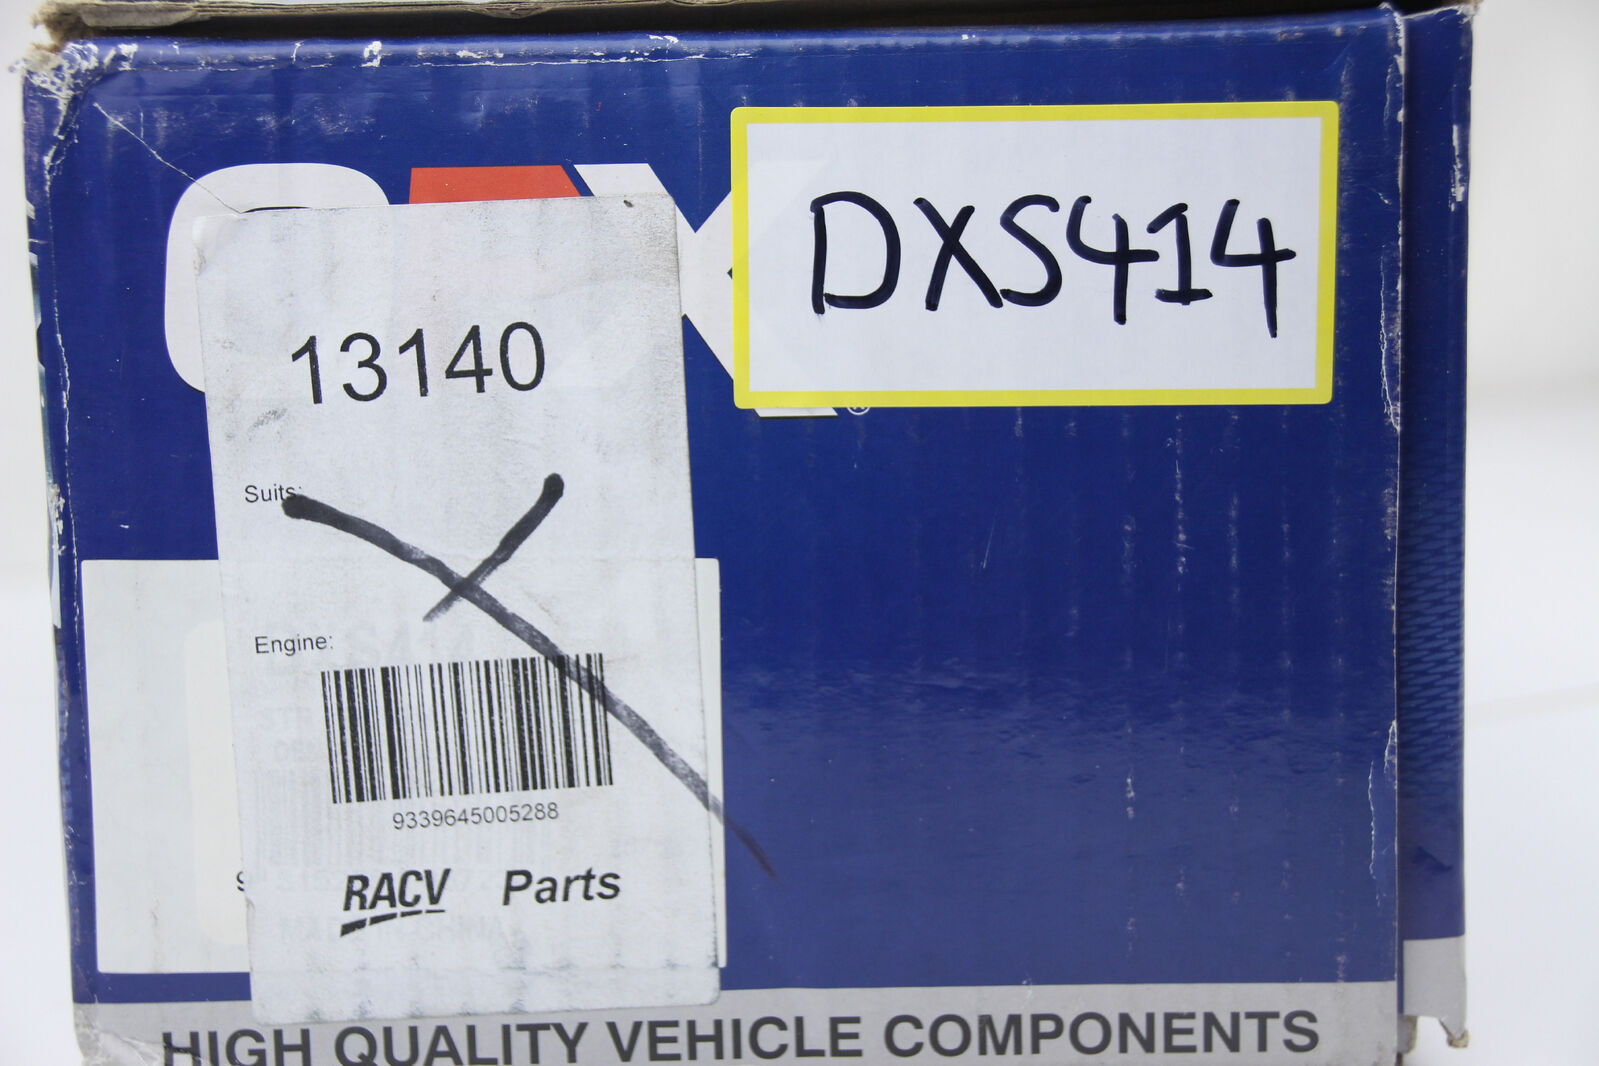 DXS414
13140
Suits:
Engine:
9339645005288
RACV Parts
HIGH QUALITY VEHICLE COMPONENTS